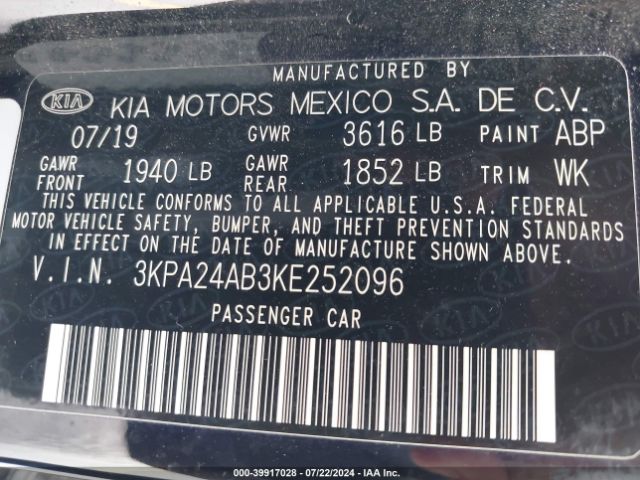 MANUFACTURED BY
KIA KIA MOTORS MEXICO S.A. DE C.V.
07/19 GVWR 3616 LB PAINT ABP
GAWR FRONT 1940 LB GAWR REAR 1852 LB TRIM WK
THIS VEHICLE CONFORMS TO ALL APPLICABLE U.S.A. FEDERAL
MOTOR VEHICLE SAFETY, BUMPER, AND THEFT PREVENTION STANDARDS
IN EFFECT ON THE DATE OF MANUFACTURE SHOWN ABOVE.
V.I.N. 3KPA24AB3KE252096
PASSENGER CAR
000-39917028 - 07/22/2024 - IAA Inc.